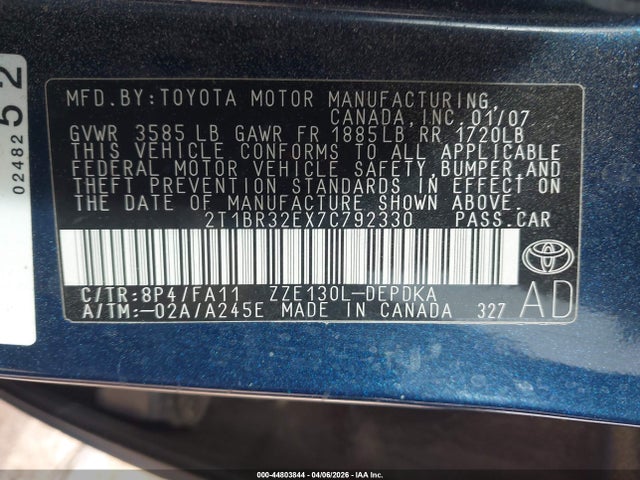 02482 52
MFD.BY:TOYOTA MOTOR MANUFACTURING,
CANADA, INC. 01/07
GVWR 3585LB GAWR FR 1885LB RR 1720LB
THIS VEHICLE CONFORMS TO ALL APPLICABLE
FEDERAL MOTOR VEHICLE SAFETY,BUMPER,AND
THEFT PREVENTION STANDARDS IN EFFECT ON
THE DATE OF MANUFACTURE SHOWN ABOVE.
2T1BR32EX7C792330 PASS.CAR
C/TR:8P4/FA11 ZZE130L-DEPDKA
A/TM:-02A/A245E MADE IN CANADA 327
AD
TOYOTA
000-44803844 - 04/06/2026 - IAA Inc.